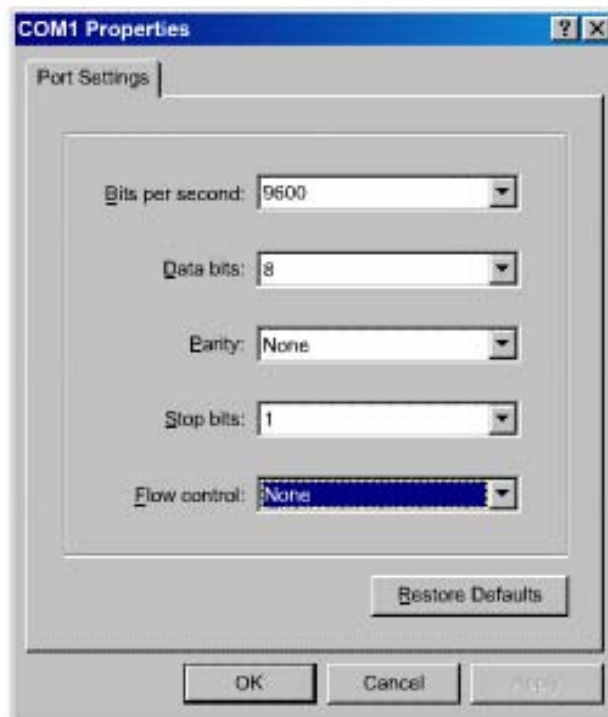 COM1 Properties
Port Settings
Bits per second: 9600
Data bits: 8
Parity: None
Stop bits: 1
Flow control: None
Restore Defaults
OK Cancel Apply